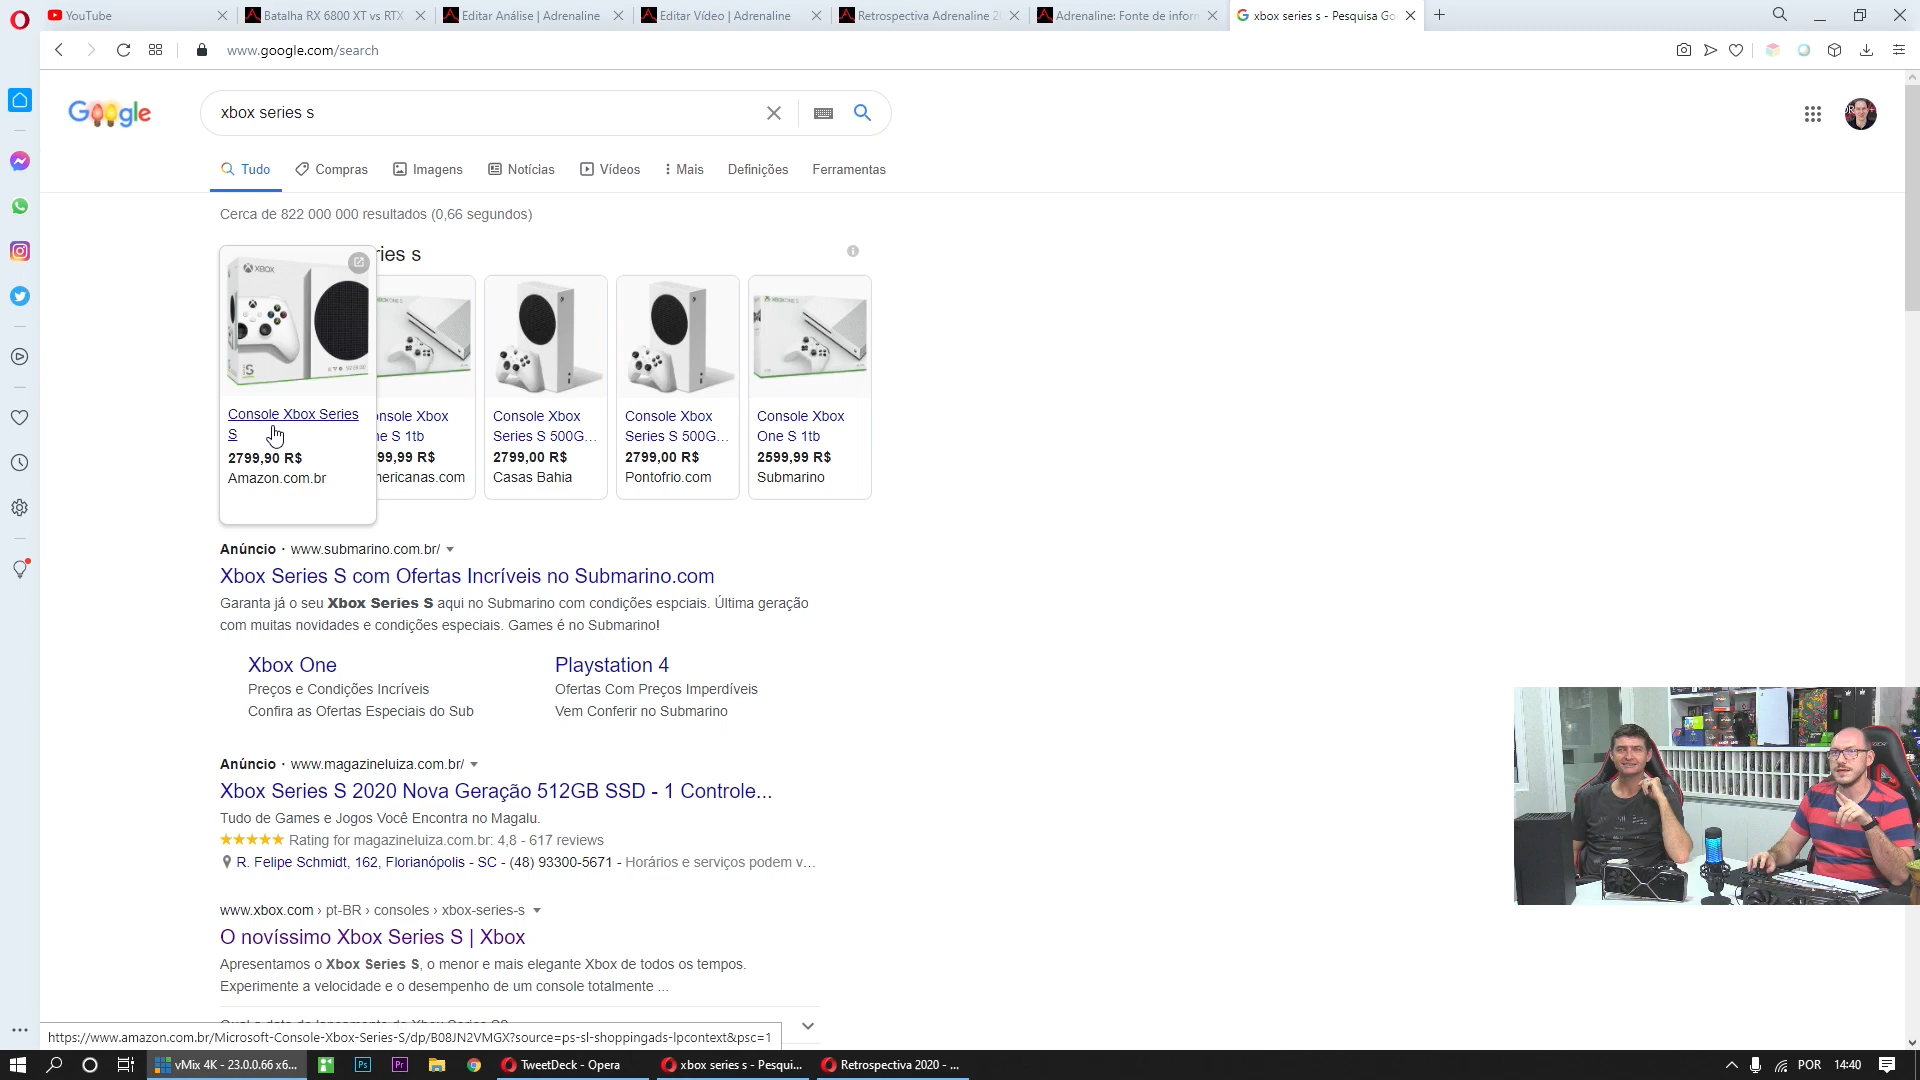 YouTube
Batalha RX 6800 XT vs RTX
Editar Análise | Adrenaline
Editar Vídeo | Adrenaline
Retrospectiva Adrenaline 2
Adrenaline: Fonte de inform
xbox series s - Pesquisa Go
www.google.com/search
Google
xbox series s
Tudo
Compras
Imagens
Notícias
Vídeos
Mais
Definições
Ferramentas
Cerca de 822 000 000 resultados (0,66 segundos)
ries s
XBOX
Console Xbox Series
S
2799,90 R$
Amazon.com.br
onsole Xbox
ne S 1tb
99,99 R$
nericanas.com
Console Xbox
Series S 500G...
2799,00 R$
Casas Bahia
Console Xbox
Series S 500G...
2799,00 R$
Pontofrio.com
Console Xbox
One S 1tb
2599,99 R$
Submarino
Anúncio · www.submarino.com.br/
Xbox Series S com Ofertas Incríveis no Submarino.com
Garanta já o seu Xbox Series S aqui no Submarino com condições espciais. Última geração
com muitas novidades e condições especiais. Games é no Submarino!
Xbox One
Preços e Condições Incríveis
Confira as Ofertas Especiais do Sub
Playstation 4
Ofertas Com Preços Imperdíveis
Vem Conferir no Submarino
Anúncio · www.magazineluiza.com.br/
Xbox Series S 2020 Nova Geração 512GB SSD - 1 Controle...
Tudo de Games e Jogos Você Encontra no Magalu.
Rating for magazineluiza.com.br: 4,8 - 617 reviews
R. Felipe Schmidt, 162, Florianópolis - SC - (48) 93300-5671 - Horários e serviços podem v...
www.xbox.com › pt-BR › consoles › xbox-series-s
O novíssimo Xbox Series S | Xbox
Apresentamos o Xbox Series S, o menor e mais elegante Xbox de todos os tempos.
Experimente a velocidade e o desempenho de um console totalmente ...
https://www.amazon.com.br/Microsoft-Console-Xbox-Series-S/dp/B08JN2VMGX?source=ps-sl-shoppingads-lpcontext&psc=1
vMix 4K - 23.0.0.66 x6...
Ps
Pr
TweetDeck - Opera
xbox series s - Pesqui...
Retrospectiva 2020 - ...
POR
14:40